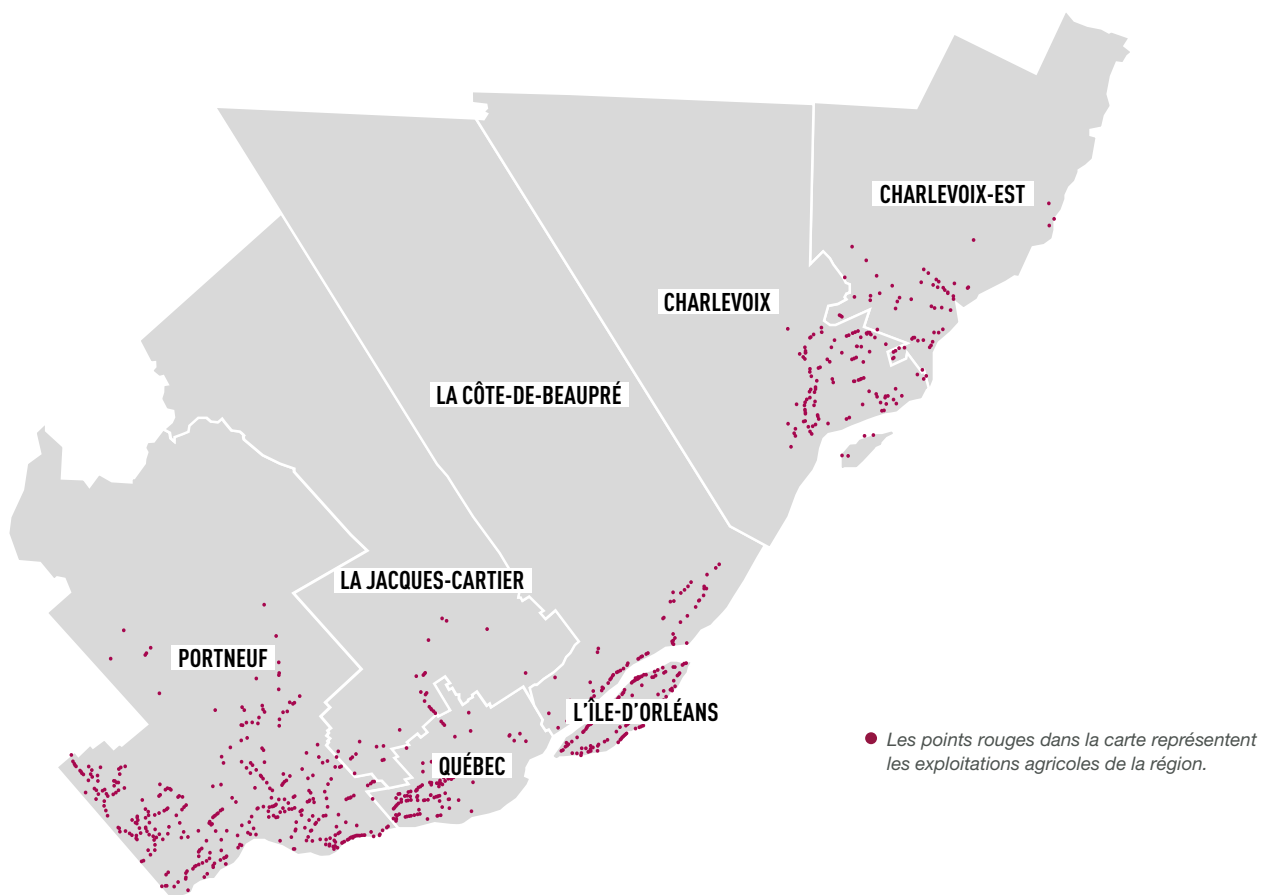 CHARLEVOIX-EST
CHARLEVOIX
LA CÔTE-DE-BEAUPRÉ
LA JACQUES-CARTIER
PORTNEUF
L'ÎLE-D'ORLÉANS
QUÉBEC
Les points rouges dans la carte représentent
les exploitations agricoles de la région.